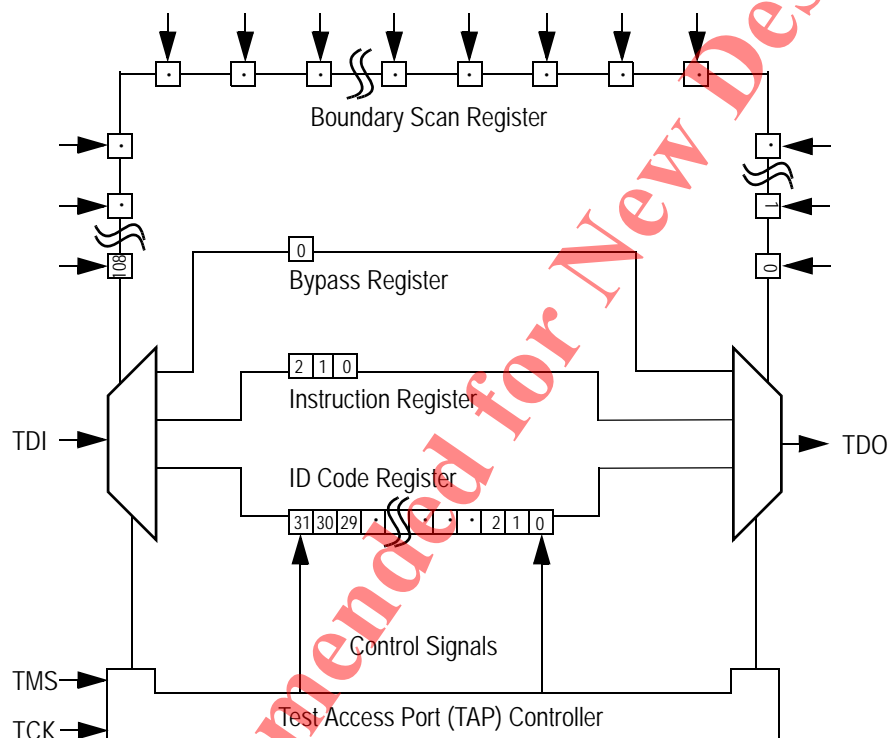 Boundary Scan Register
1
108
0
0
Bypass Register
2 1 0
Instruction Register
TDI
TDO
ID Code Register
31 30 29 · · · · 2 1 0
Control Signals
TMS
Test Access Port (TAP) Controller
TCK
mended for New Des